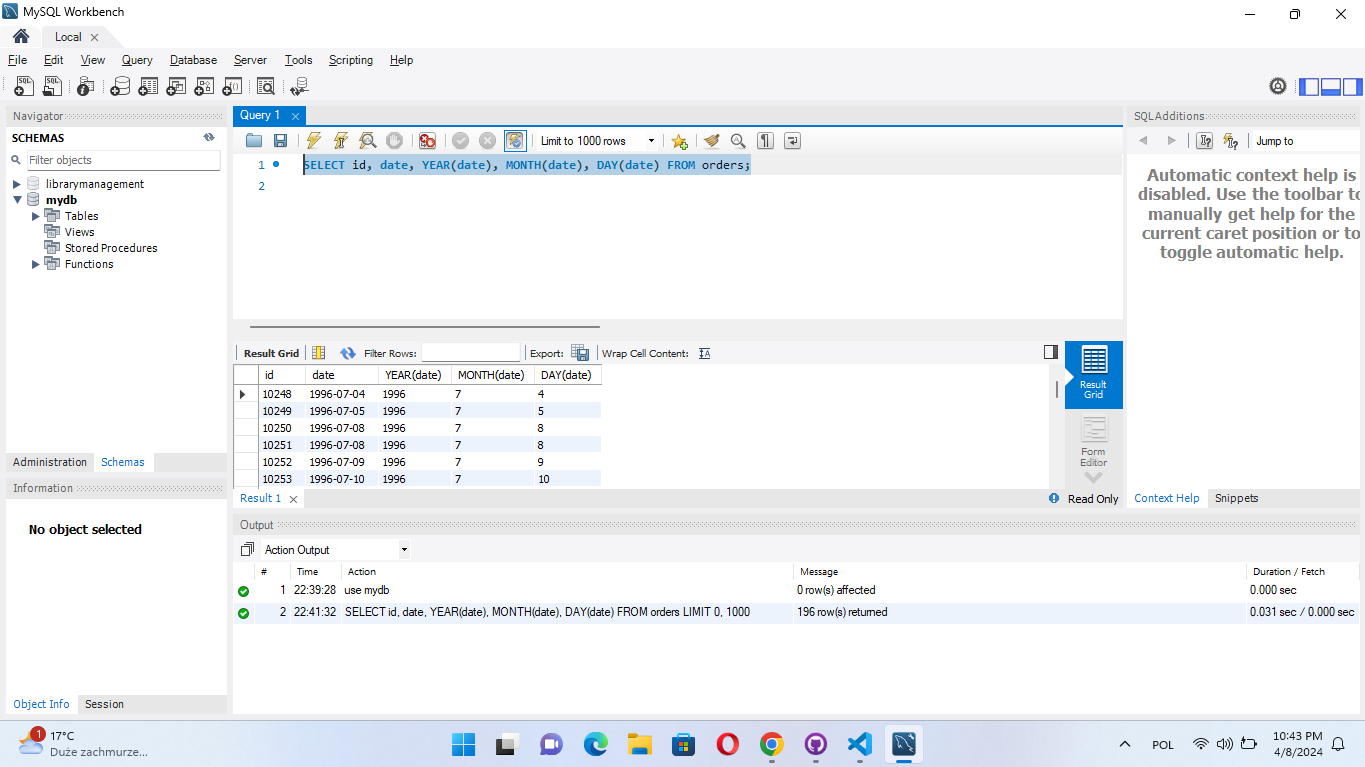 MySQL Workbench
Local
File Edit View Query Database Server Tools Scripting Help
Navigator
SCHEMAS
Filter objects
librarymanagement
mydb
Tables
Views
Stored Procedures
Functions
Administration Schemas
Information
No object selected
Object Info Session
Query 1
Limit to 1000 rows
1 SELECT id, date, YEAR(date), MONTH(date), DAY(date) FROM orders;
2
Result Grid Filter Rows: Export: Wrap Cell Content:
id date YEAR(date) MONTH(date) DAY(date)
10248 1996-07-04 1996 7 4
10249 1996-07-05 1996 7 5
10250 1996-07-08 1996 7 8
10251 1996-07-08 1996 7 8
10252 1996-07-09 1996 7 9
10253 1996-07-10 1996 7 10
Result
Grid
Form
Editor
Result 1
Read Only
SQLAdditions
Jump to
Automatic context help is
disabled. Use the toolbar to
manually get help for the
current caret position or to
toggle automatic help.
Context Help Snippets
Output
Action Output
# Time Action Message Duration / Fetch
1 22:39:28 use mydb 0 row(s) affected 0.000 sec
2 22:41:32 SELECT id, date, YEAR(date), MONTH(date), DAY(date) FROM orders LIMIT 0, 1000 196 row(s) returned 0.031 sec / 0.000 sec
1
17°C
Duże zachmurze...
POL
10:43 PM
4/8/2024